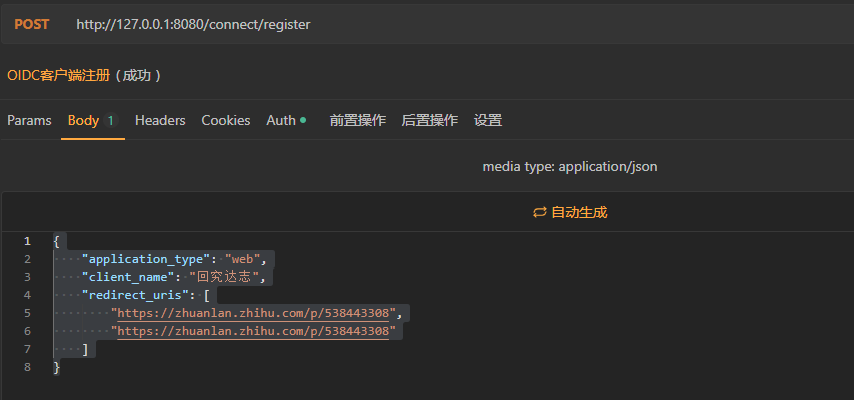 POST http://127.0.0.1:8080/connect/register
OIDC客户端注册（成功）
Params Body 1 Headers Cookies Auth 前置操作 后置操作 设置
media type: application/json
自动生成
1 {
2 "application_type": "web",
3 "client_name": "回究达志",
4 "redirect_uris": [
5 "https://zhuanlan.zhihu.com/p/538443308",
6 "https://zhuanlan.zhihu.com/p/538443308"
7 ]
8 }